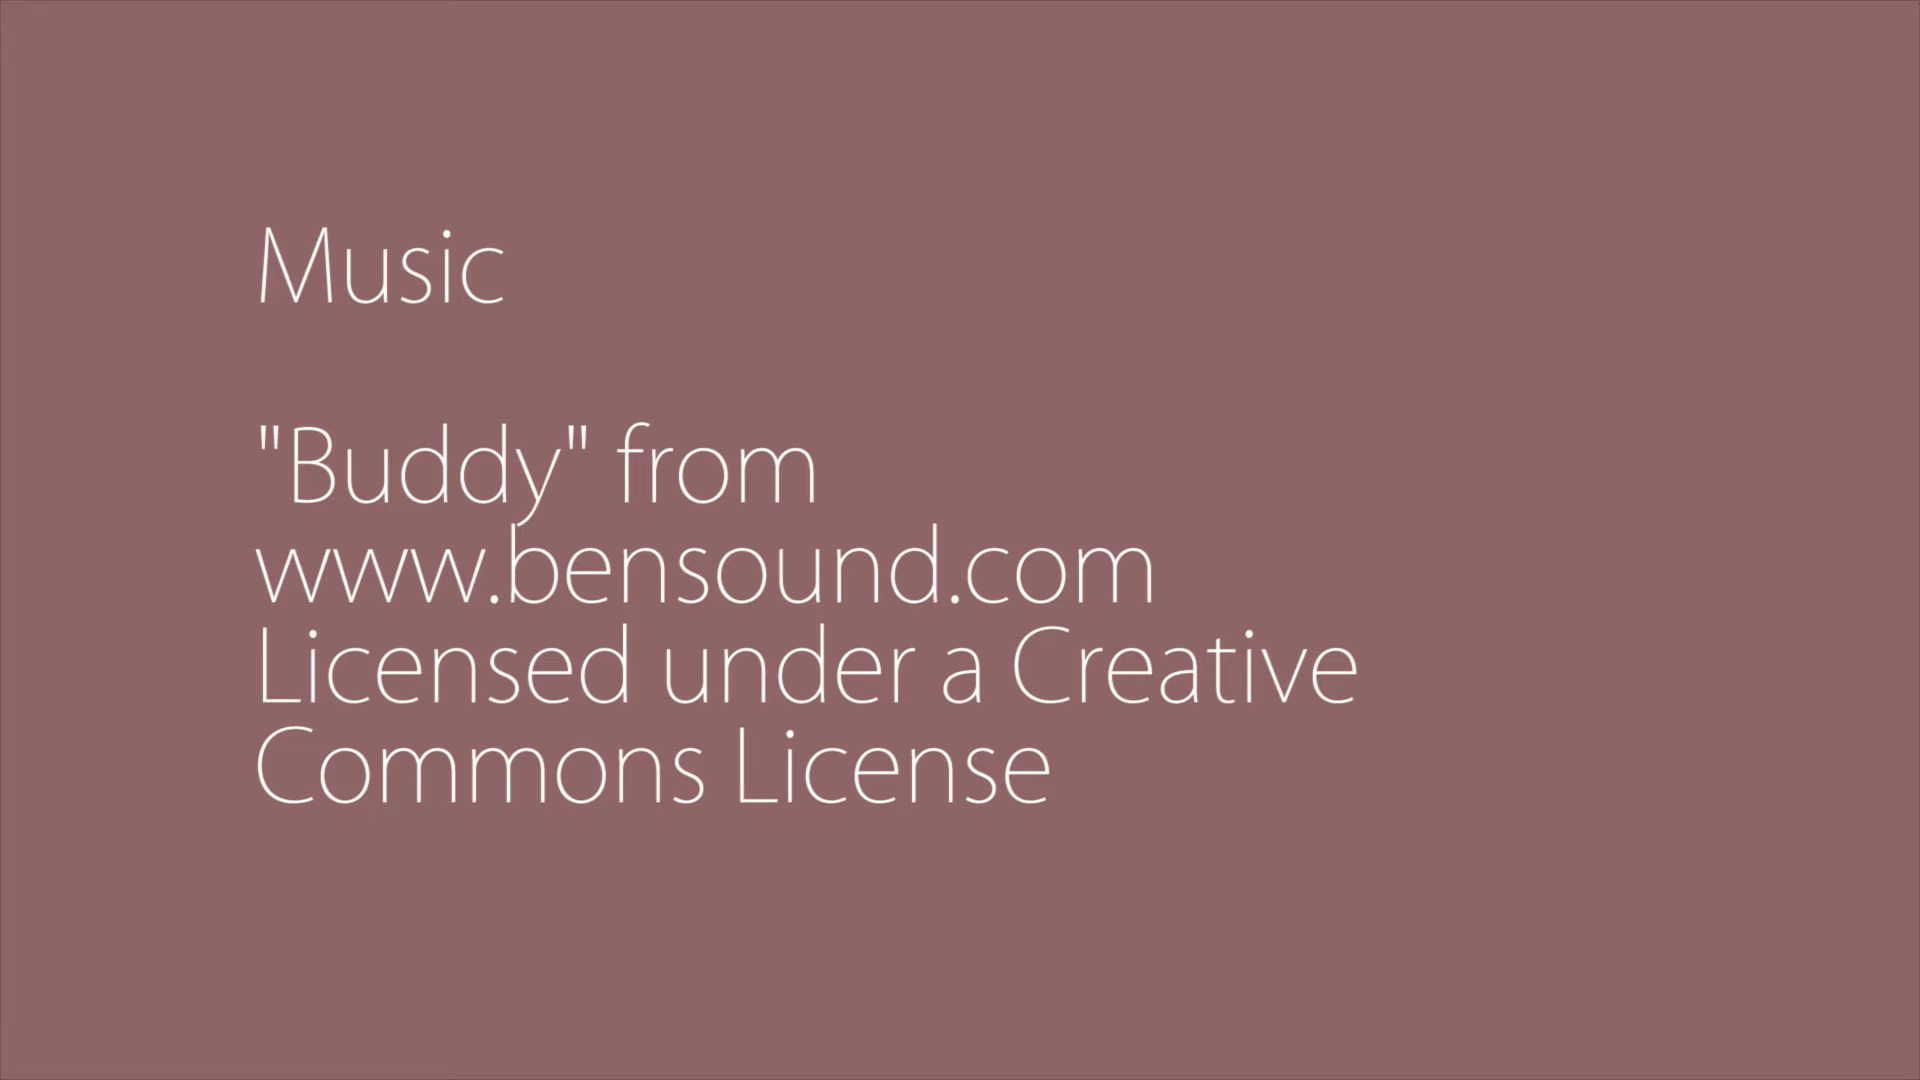 Music
"Buddy" from
www.bensound.com
Licensed under a Creative
Commons License